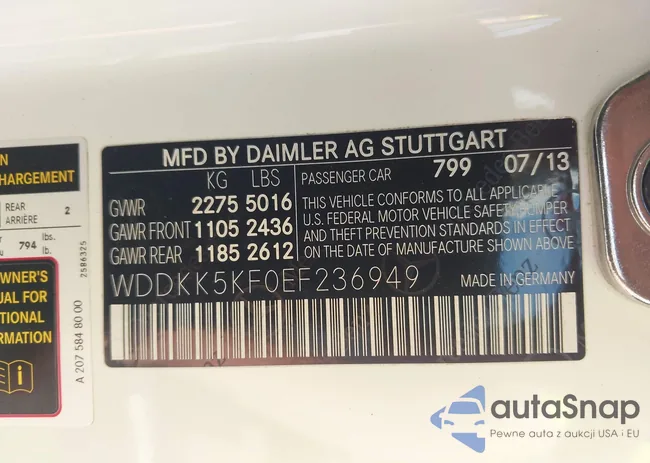 MFD BY DAIMLER AG STUTTGART
KG LBS
PASSENGER CAR 799 07/13
GVWR 2275 5016
GAWR FRONT 1105 2436
GAWR REAR 1185 2612
THIS VEHICLE CONFORMS TO ALL APPLICABLE
U.S. FEDERAL MOTOR VEHICLE SAFETY BUMPER
AND THEFT PREVENTION STANDARDS IN EFFECT
ON THE DATE OF MANUFACTURE SHOWN ABOVE
WDDKK5KF0EF236949 MADE IN GERMANY
HARGEMENT
REAR
ARRIÈRE 2
794 lbs.
lb.
2586325
OWNER'S
UAL FOR
TIONAL
RMATION
A 207 584 80 00
autaSnap
Pewne auta z aukcji USA i EU